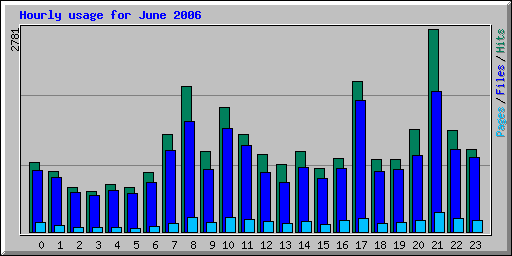 Hourly usage for June 2006
2781
Pages/Files/Hits
0 1 2 3 4 5 6 7 8 9 10 11 12 13 14 15 16 17 18 19 20 21 22 23